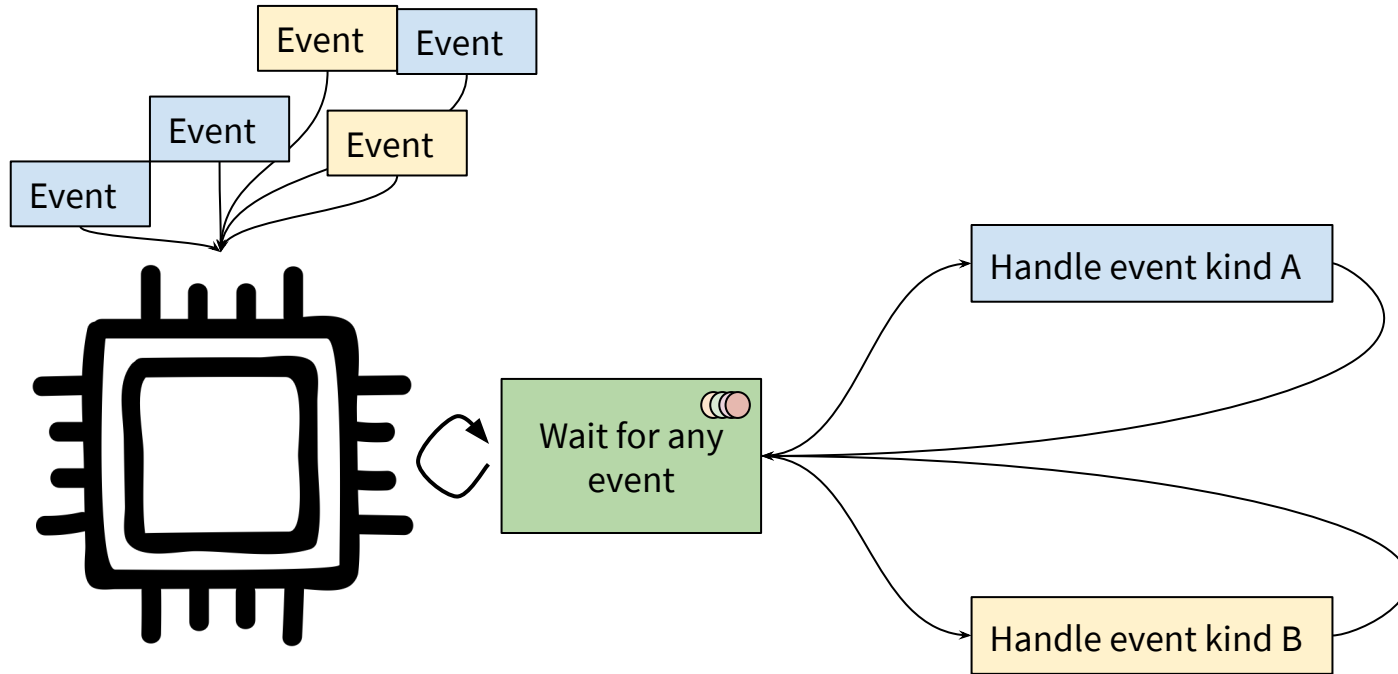 Event
Event
Event
Event
Event
Handle event kind A
Wait for any
event
Handle event kind B